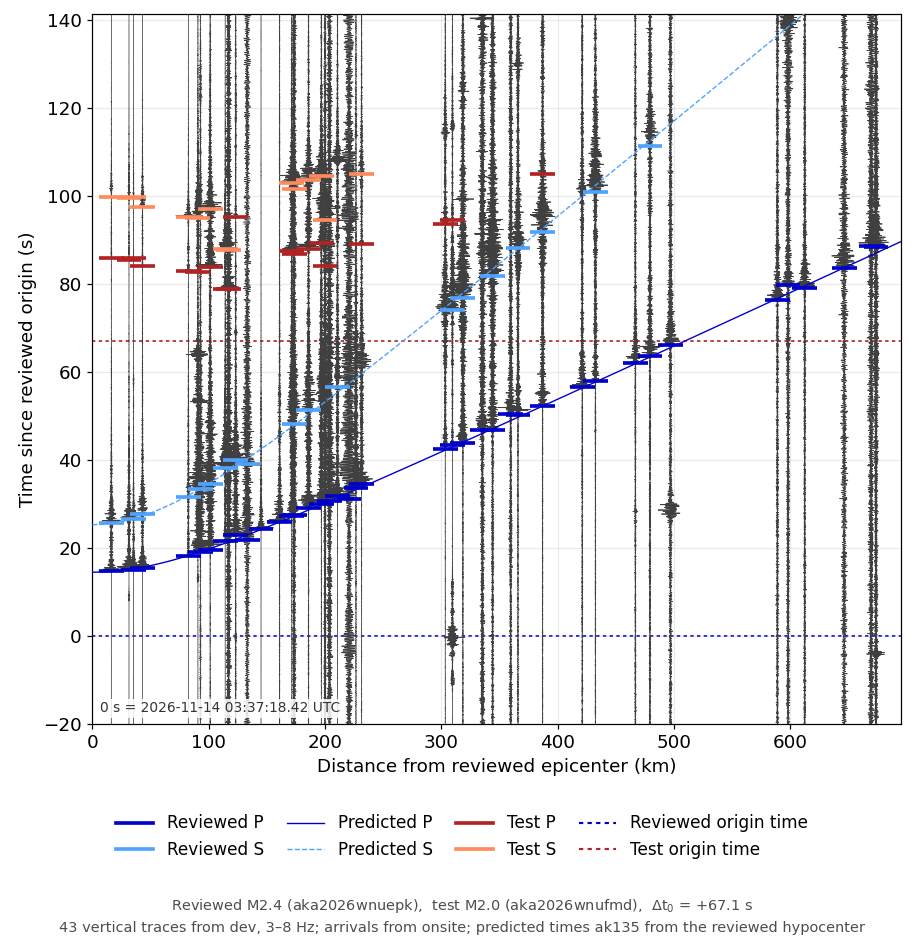 140
120
100
80
60
40
20
0
−20
Time since reviewed origin (s)
0 s = 2026-11-14 03:37:18.42 UTC
0 100 200 300 400 500 600
Distance from reviewed epicenter (km)
Reviewed P Predicted P Test P Reviewed origin time
Reviewed S Predicted S Test S Test origin time
Reviewed M2.4 (aka2026wnuepk), test M2.0 (aka2026wnufmd), Δt₀ = +67.1 s
43 vertical traces from dev, 3–8 Hz; arrivals from onsite; predicted times ak135 from the reviewed hypocenter